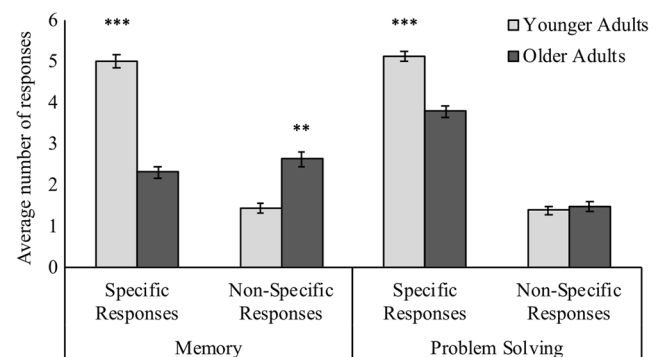 Average number of responses
6
5
4
3
2
1
0
***
**
***
Younger Adults
Older Adults
Specific
Responses
Non-Specific
Responses
Specific
Responses
Non-Specific
Responses
Memory
Problem Solving